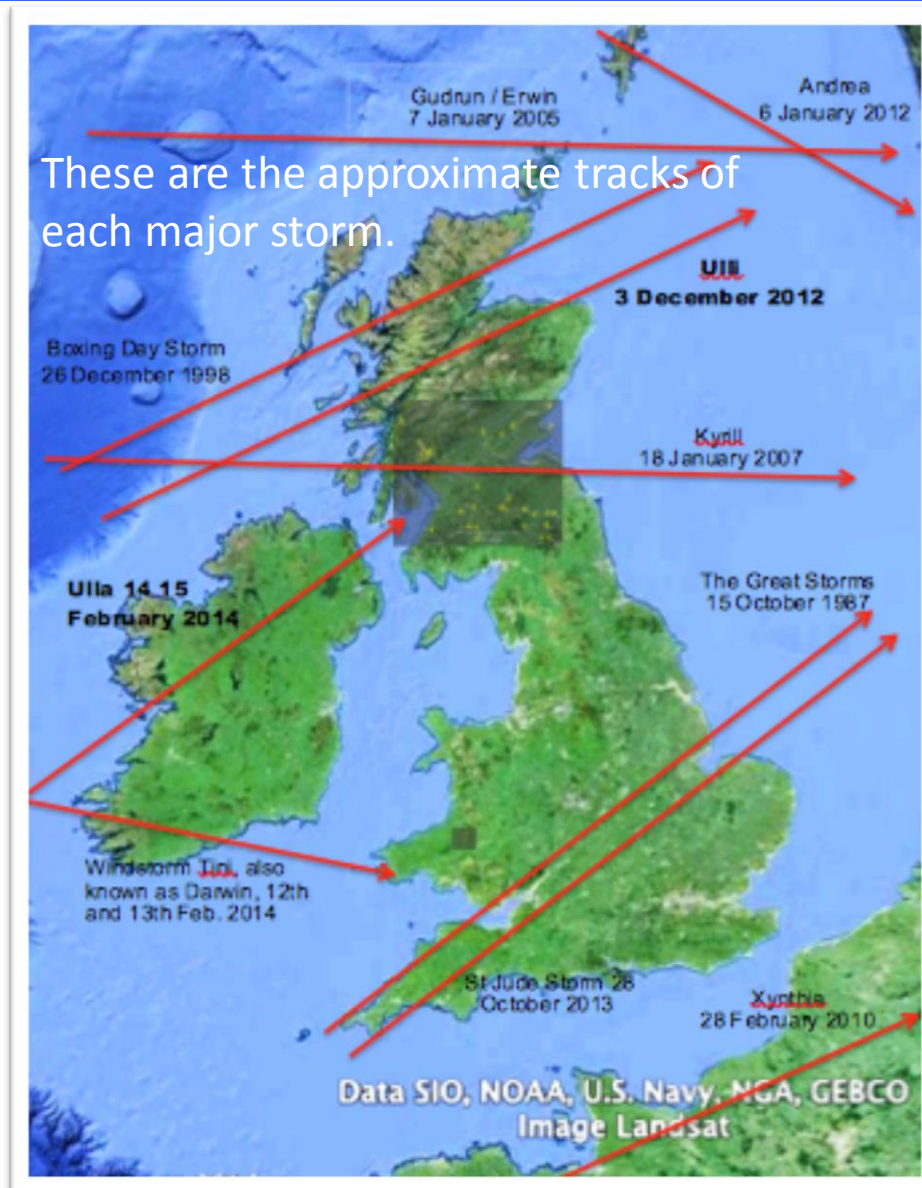 Gudrun / Erwin
7 January 2005
Andrea
6 January 2012
These are the approximate tracks of
each major storm.
Ulli
3 December 2012
Boxing Day Storm
26 December 1998
Kyrill
18 January 2007
Ulla 14 15
February 2014
The Great Storms
15 October 1987
Windstorm Tini, also
known as Darwin, 12th
and 13th Feb. 2014
St Jude Storm 28
October 2013
Xynthia
28 February 2010
Data SIO, NOAA, U.S. Navy, NGA, GEBCO
Image Landsat